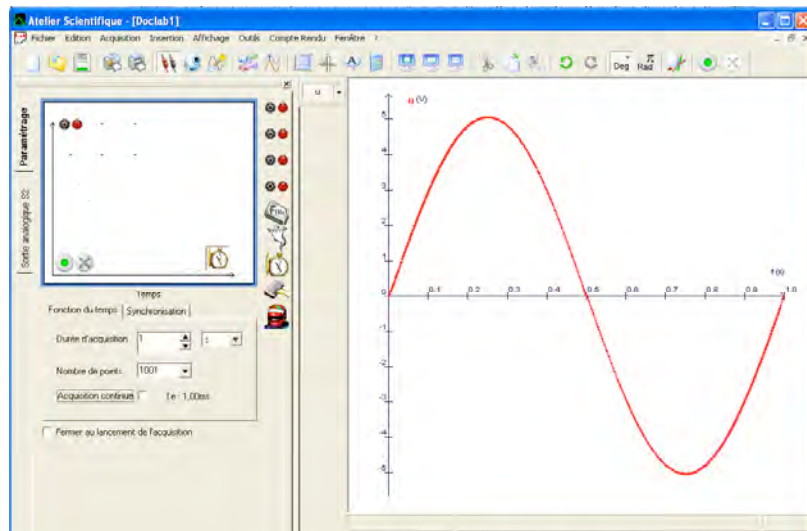 Atelier Scientifique - [Doclab1]
Fichier Edition Acquisition Insertion Affichage Outils Compte Rendu Fenêtre ?
Deg Rad
Paramétrage
Sortie analogique S2
Temps
Fonction du temps Synchronisation
Durée d'acquisition 1 s
Nombre de points 1001
Acquisition continue Te : 1,00ms
Fermer au lancement de l'acquisition
u
u (V)
5
4
3
2
1
0
-1
-2
-3
-4
-5
t (s)
0.1 0.2 0.3 0.4 0.5 0.6 0.7 0.8 0.9 1.0